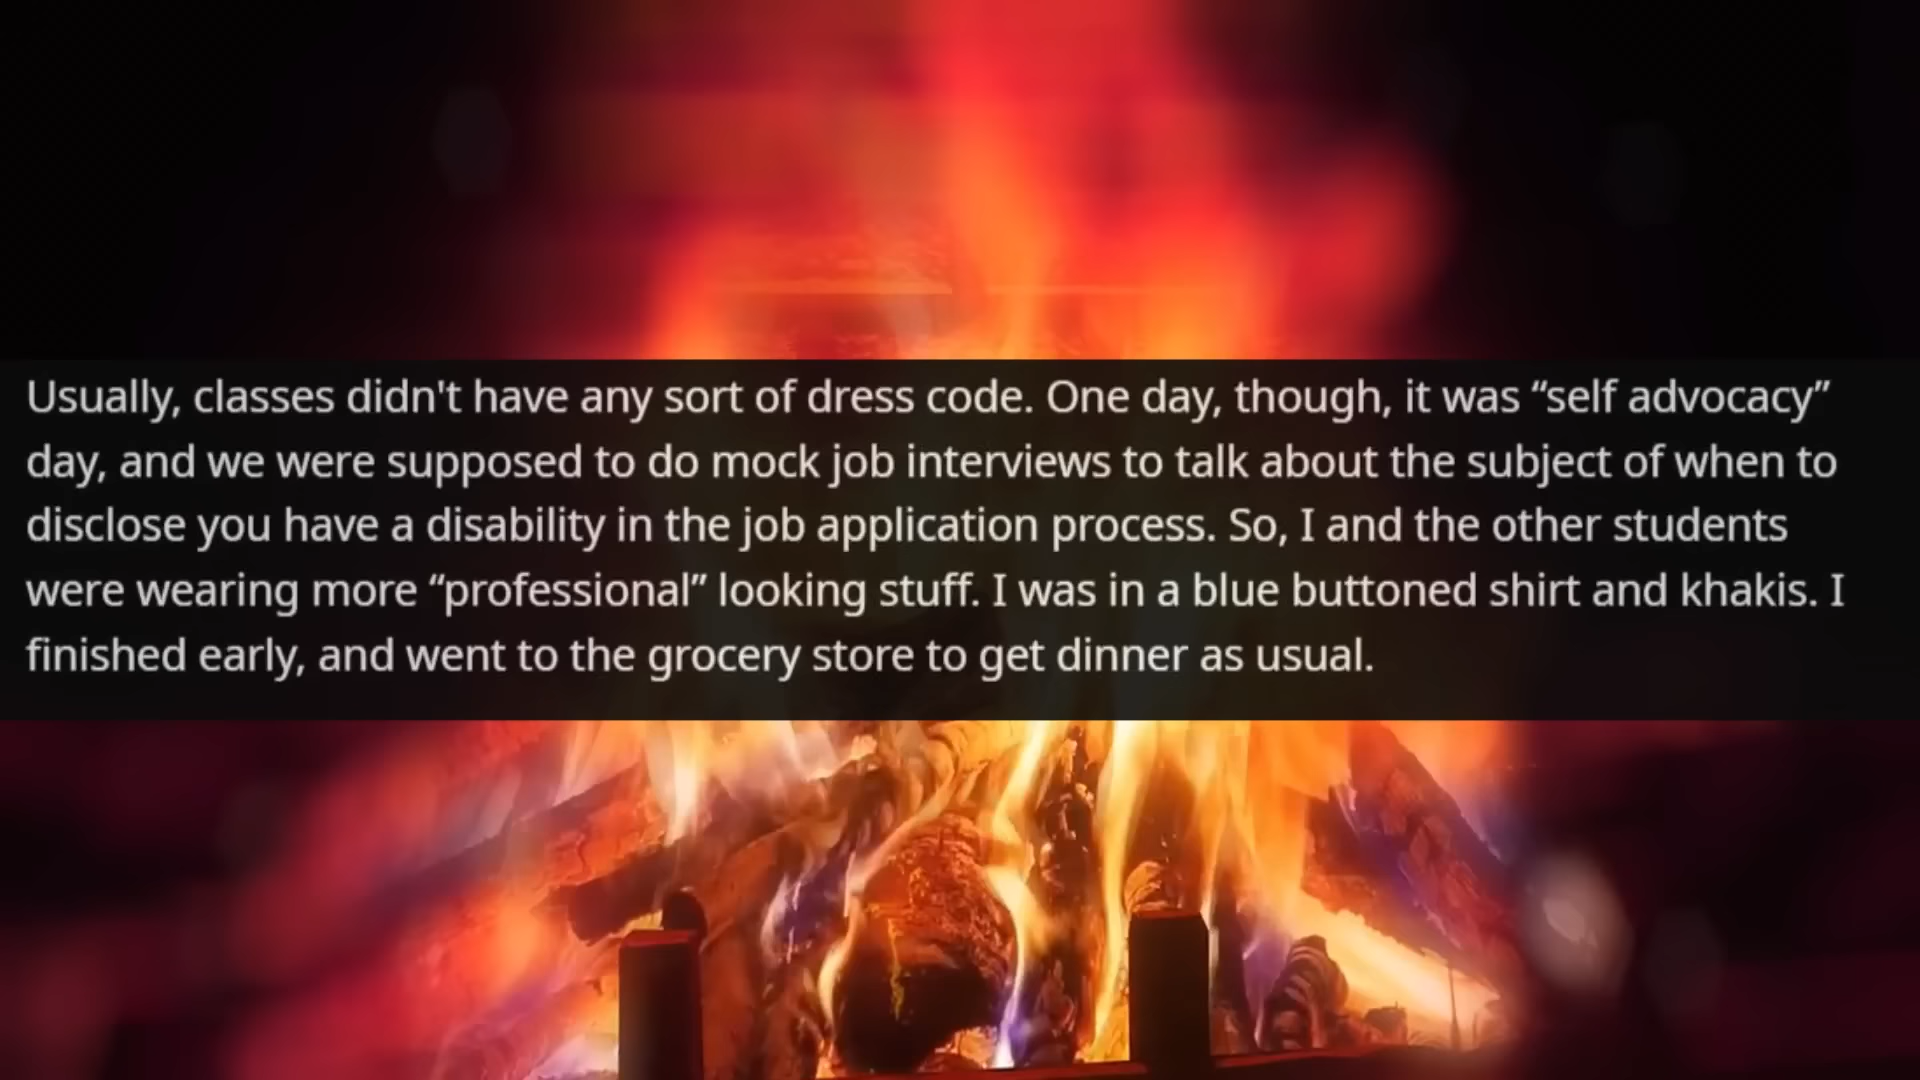 Usually, classes didn't have any sort of dress code. One day, though, it was “self advocacy”
day, and we were supposed to do mock job interviews to talk about the subject of when to
disclose you have a disability in the job application process. So, I and the other students
were wearing more “professional” looking stuff. I was in a blue buttoned shirt and khakis. I
finished early, and went to the grocery store to get dinner as usual.